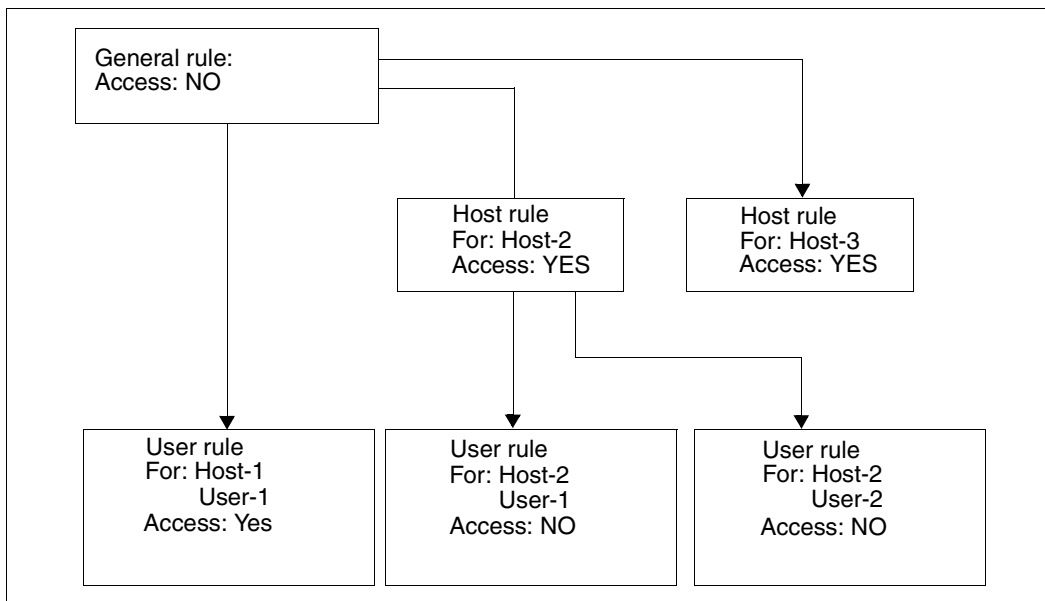 General rule:
Access: NO
Host rule
For: Host-2
Access: YES
Host rule
For: Host-3
Access: YES
User rule
For: Host-1
User-1
Access: Yes
User rule
For: Host-2
User-1
Access: NO
User rule
For: Host-2
User-2
Access: NO